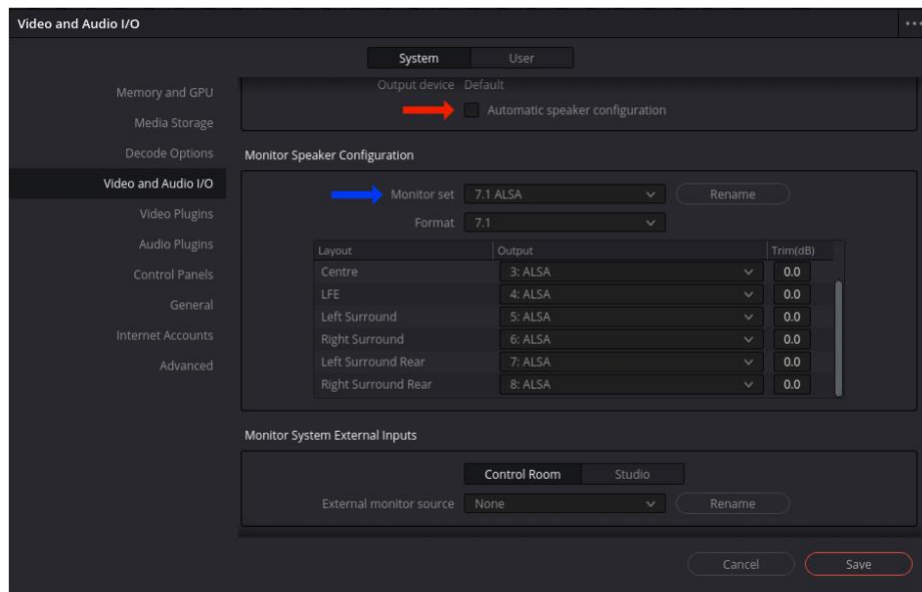 Video and Audio I/O
System User
Memory and GPU
Media Storage
Decode Options
Video and Audio I/O
Video Plugins
Audio Plugins
Control Panels
General
Internet Accounts
Advanced
Output device Default
Automatic speaker configuration
Monitor Speaker Configuration
Monitor set 7.1 ALSA Rename
Format 7.1
Layout Output Trim(dB)
Centre 3: ALSA 0.0
LFE 4: ALSA 0.0
Left Surround 5: ALSA 0.0
Right Surround 6: ALSA 0.0
Left Surround Rear 7: ALSA 0.0
Right Surround Rear 8: ALSA 0.0
Monitor System External Inputs
Control Room Studio
External monitor source None Rename
Cancel Save